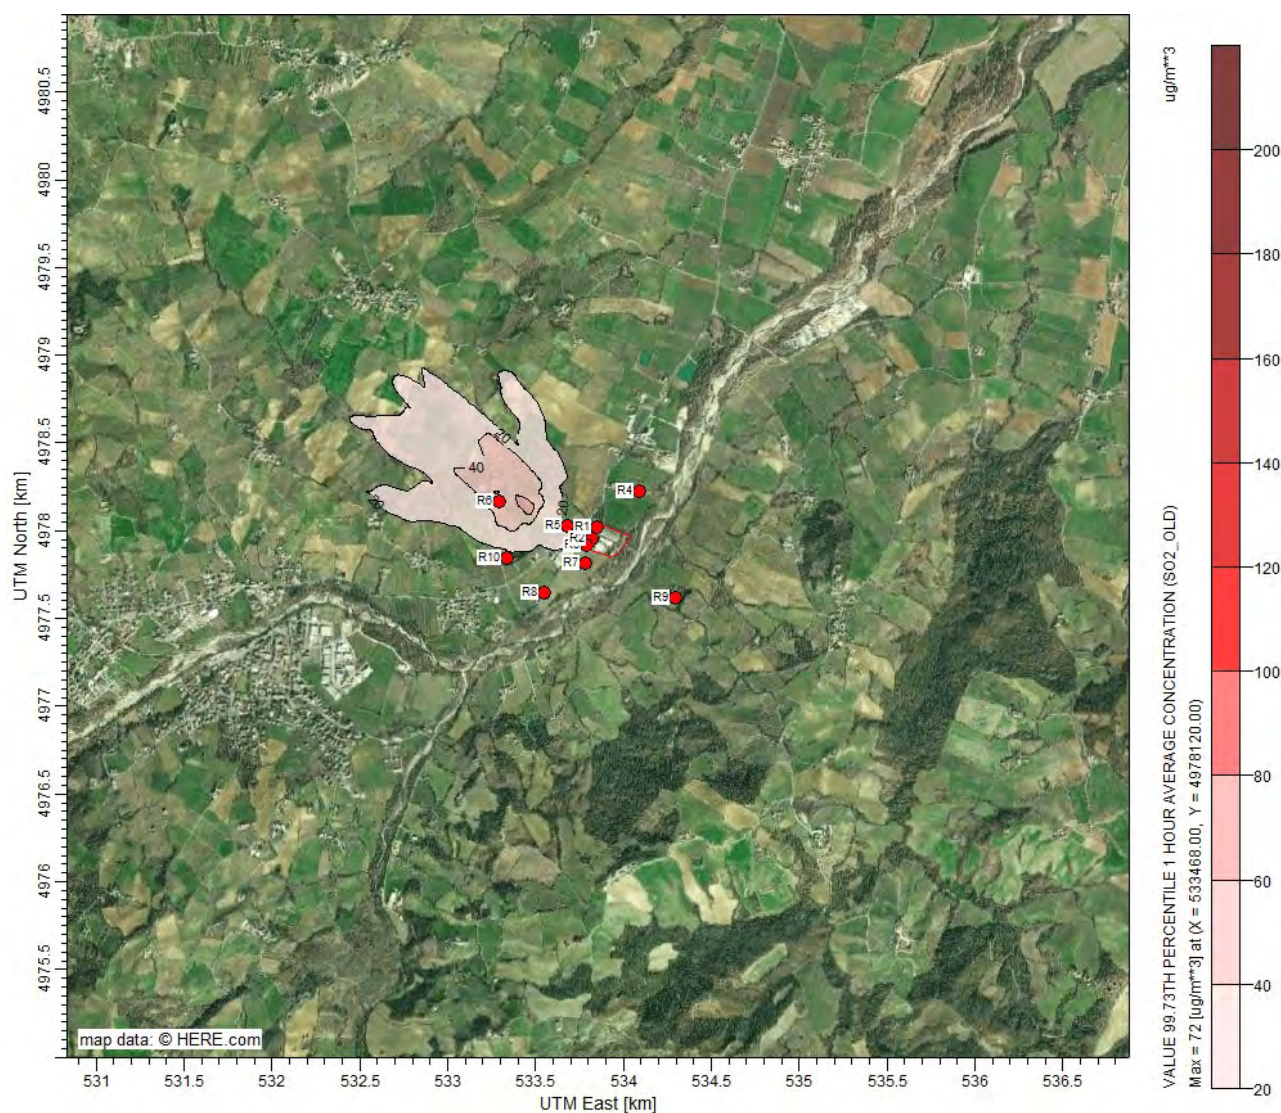 ug/m**3
4980.5
4980
4979.5
4979
4978.5
4978
4977.5
4977
4976.5
4976
4975.5
UTM North [km]
20
40
20
20
R6
R4
R5
R1
R2
R10
R7
R8
R9
map data: © HERE.com
531
531.5
532
532.5
533
533.5
534
534.5
535
535.5
536
536.5
UTM East [km]
VALUE 99.73TH PERCENTILE 1 HOUR AVERAGE CONCENTRATION (SO2_OLD)
Max = 72 [ug/m**3] at (X = 533468.00, Y = 4978120.00)
200
180
160
140
120
100
80
60
40
20